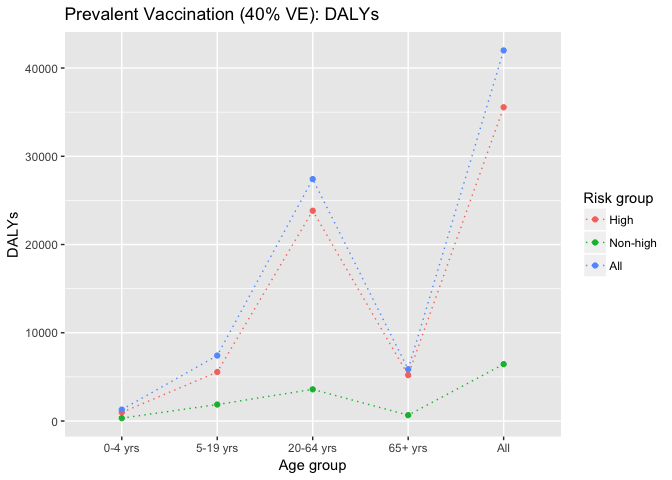 Prevalent Vaccination (40% VE): DALYs
40000
30000
20000
10000
0
DALYs
0-4 yrs
5-19 yrs
20-64 yrs
65+ yrs
All
Age group
Risk group
High
Non-high
All